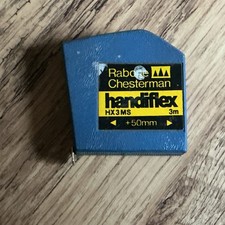 Rabone
Chesterman
handiflex
HX3MS 3m
+50mm